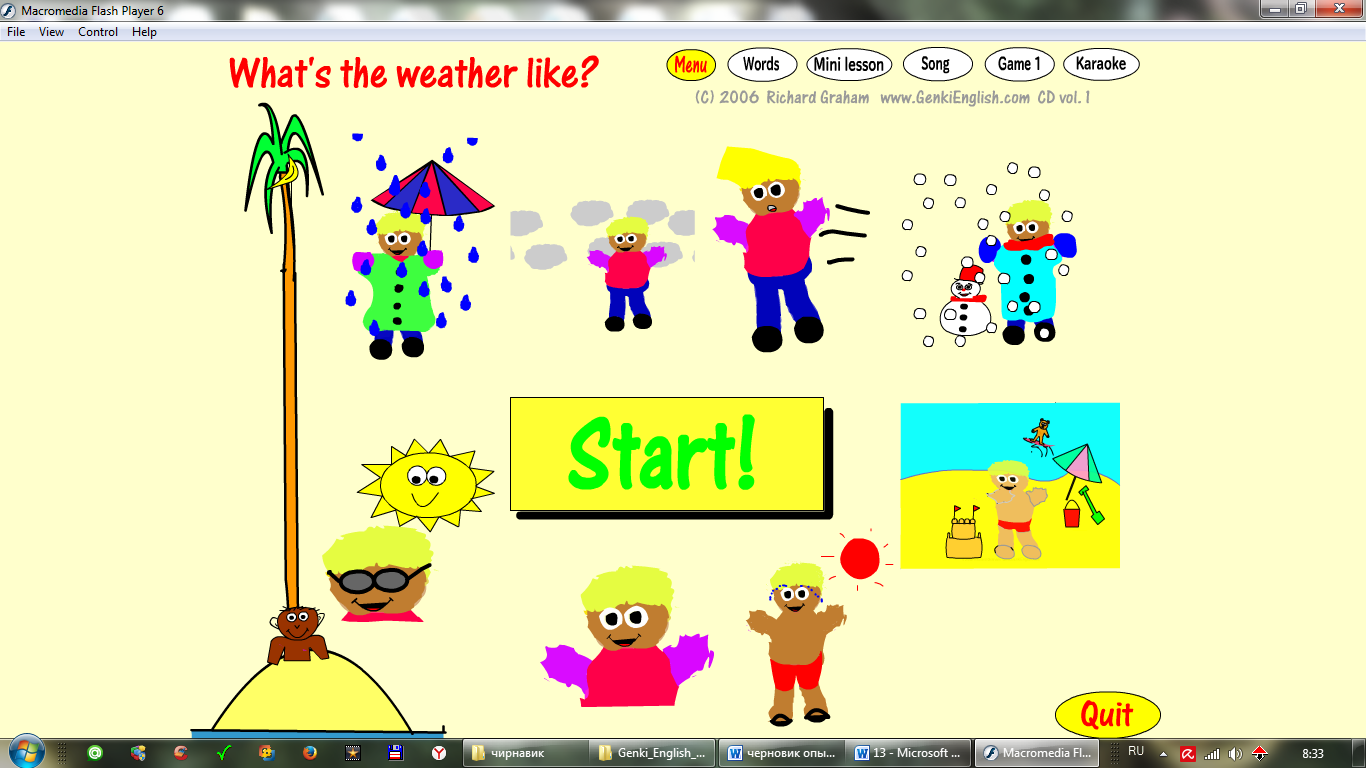 Macromedia Flash Player 6
File View Control Help
What's the weather like?
Menu Words Mini lesson Song Game 1 Karaoke
(C) 2006 Richard Graham www.GenkiEnglish.com CD vol. 1
Start!
Quit
чирнавик Genki_English_... черновик опы... 13 - Microsoft ... Macromedia Fl... RU 8:33